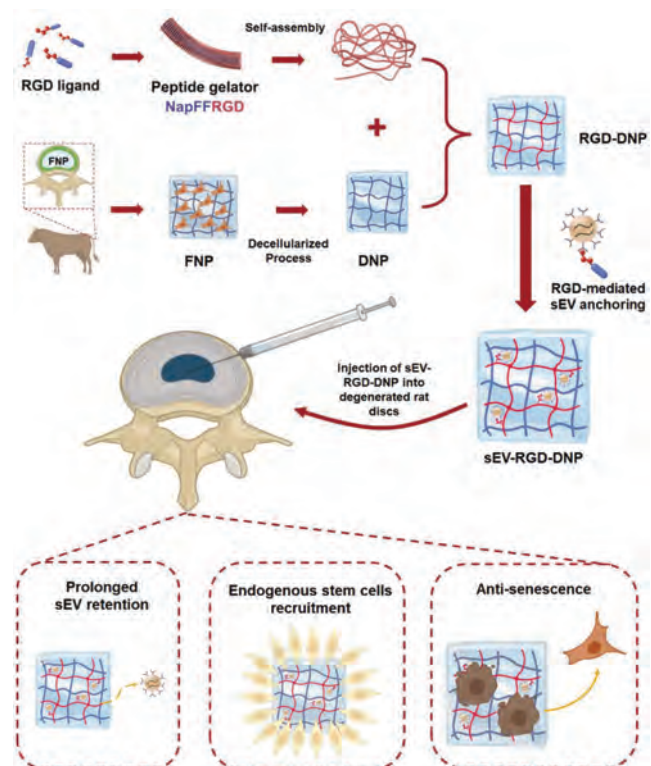 Self-assembly
RGD ligand
Peptide gelator
NapFFRGD
+
RGD-DNP
FNP
FNP
Decellularized
Process
DNP
RGD-mediated
sEV anchoring
Injection of sEV-
RGD-DNP into
degenerated rat
discs
sEV-RGD-DNP
Prolonged
sEV retention
Endogenous stem cells
recruitment
Anti-senescence